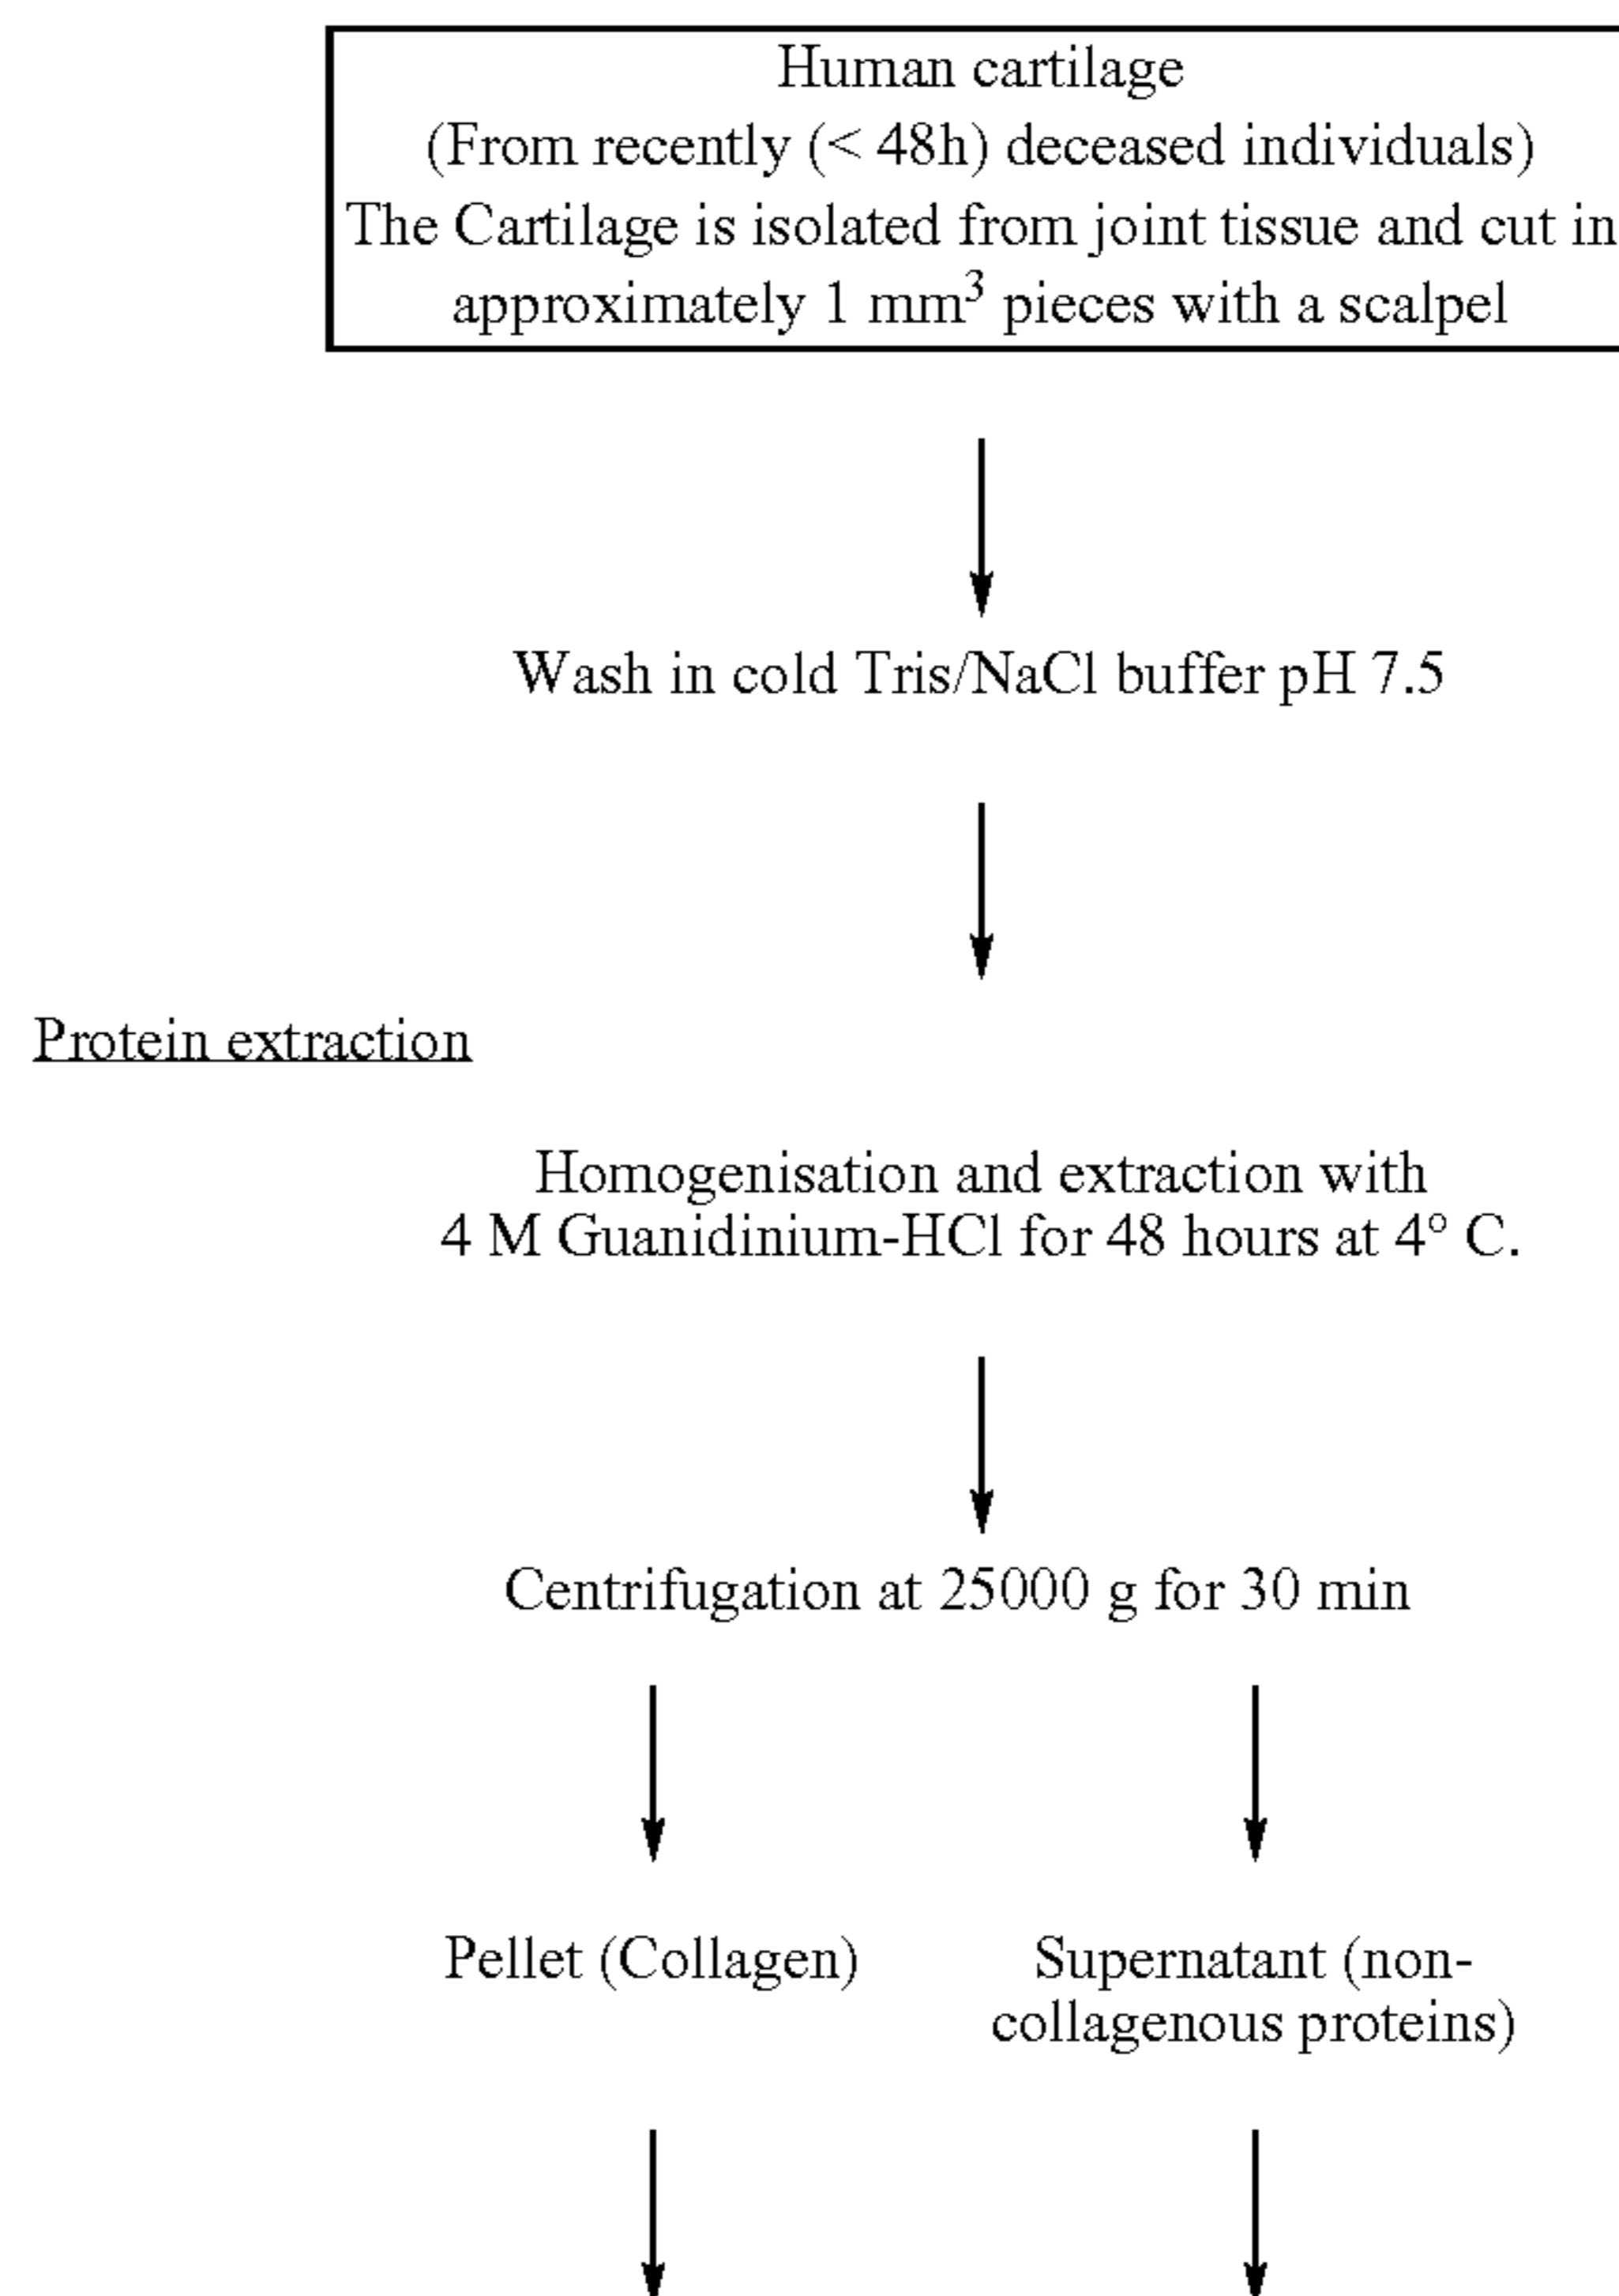 Human cartilage
(From recently (< 48h) deceased individuals)
The Cartilage is isolated from joint tissue and cut in
approximately 1 mm³ pieces with a scalpel
Wash in cold Tris/NaCl buffer pH 7.5
Protein extraction
Homogenisation and extraction with
4 M Guanidinium-HCl for 48 hours at 4° C.
Centrifugation at 25000 g for 30 min
Pellet (Collagen)
Supernatant (non-
collagenous proteins)